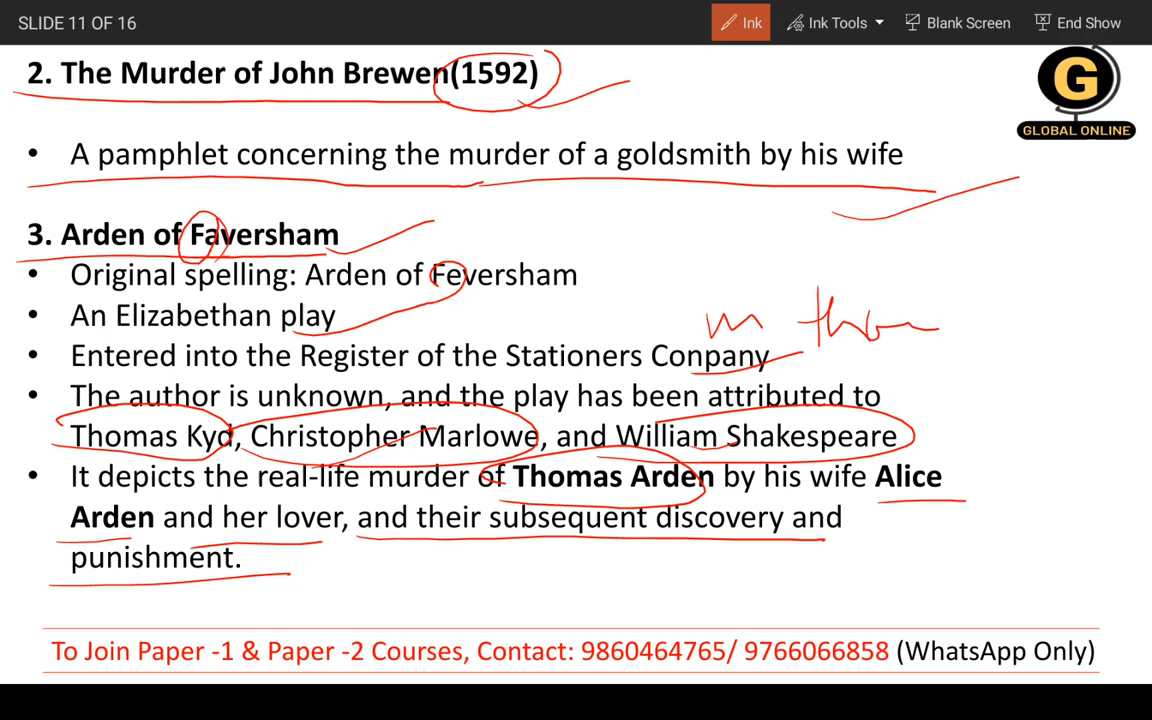 SLIDE 11 OF 16
Ink
Ink Tools
Blank Screen
End Show
2. The Murder of John Brewen(1592)
G
GLOBAL ONLINE
• A pamphlet concerning the murder of a goldsmith by his wife
3. Arden of Faversham
• Original spelling: Arden of Feversham
• An Elizabethan play
• Entered into the Register of the Stationers Conpany
• The author is unknown, and the play has been attributed to
Thomas Kyd, Christopher Marlowe, and William Shakespeare
• It depicts the real-life murder of Thomas Arden by his wife Alice
Arden and her lover, and their subsequent discovery and
punishment.
To Join Paper -1 & Paper -2 Courses, Contact: 9860464765/ 9766066858 (WhatsApp Only)